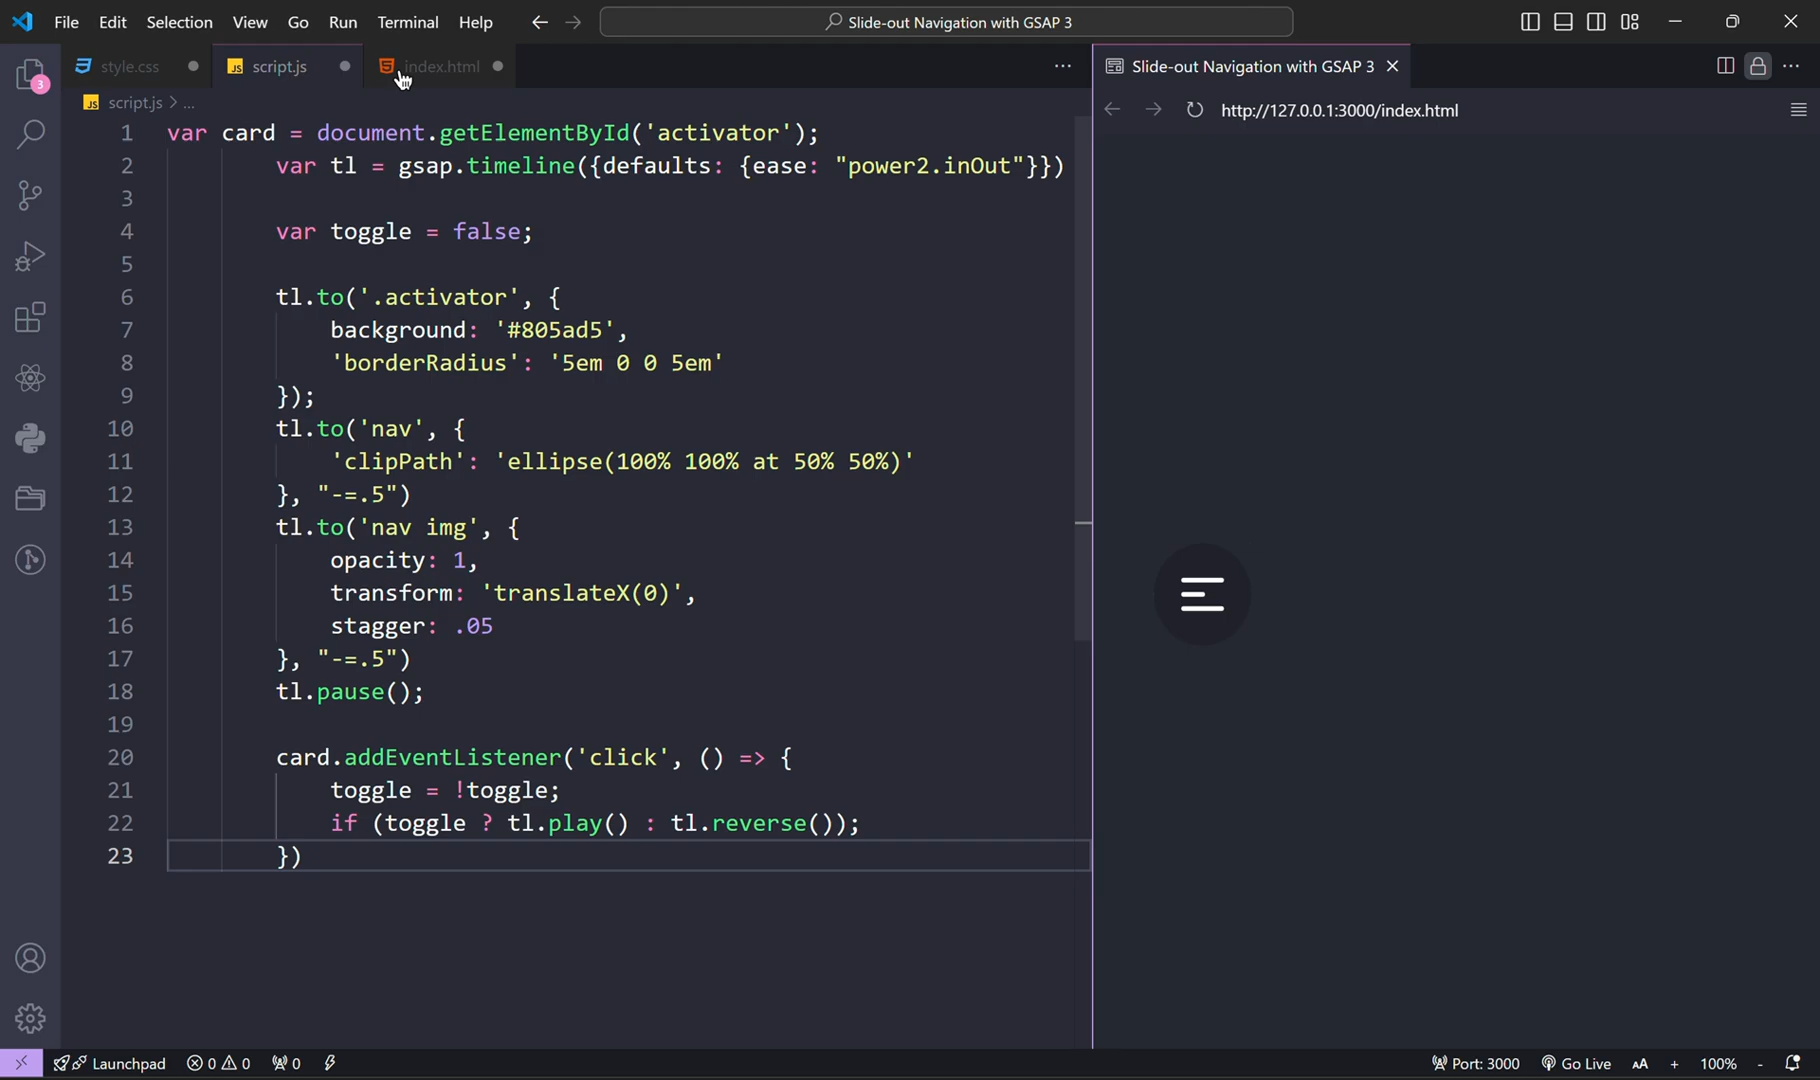 File Edit Selection View Go Run Terminal Help
Slide-out Navigation with GSAP 3
style.css
JS script.js
index.html
...
Slide-out Navigation with GSAP 3
...
3
JS script.js > ...
http://127.0.0.1:3000/index.html
1 var card = document.getElementById('activator');
2 var tl = gsap.timeline({defaults: {ease: "power2.inOut"}})
3
4 var toggle = false;
5
6 tl.to('.activator', {
7 background: '#805ad5',
8 'borderRadius': '5em 0 0 5em'
9 });
10 tl.to('nav', {
11 'clipPath': 'ellipse(100% 100% at 50% 50%)'
12 }, "-=.5")
13 tl.to('nav img', {
14 opacity: 1,
15 transform: 'translateX(0)',
16 stagger: .05
17 }, "-=.5")
18 tl.pause();
19
20 card.addEventListener('click', () => {
21 toggle = !toggle;
22 if (toggle ? tl.play() : tl.reverse());
23 })
Launchpad 0 0 0 Port: 3000 Go Live AA + 100% -